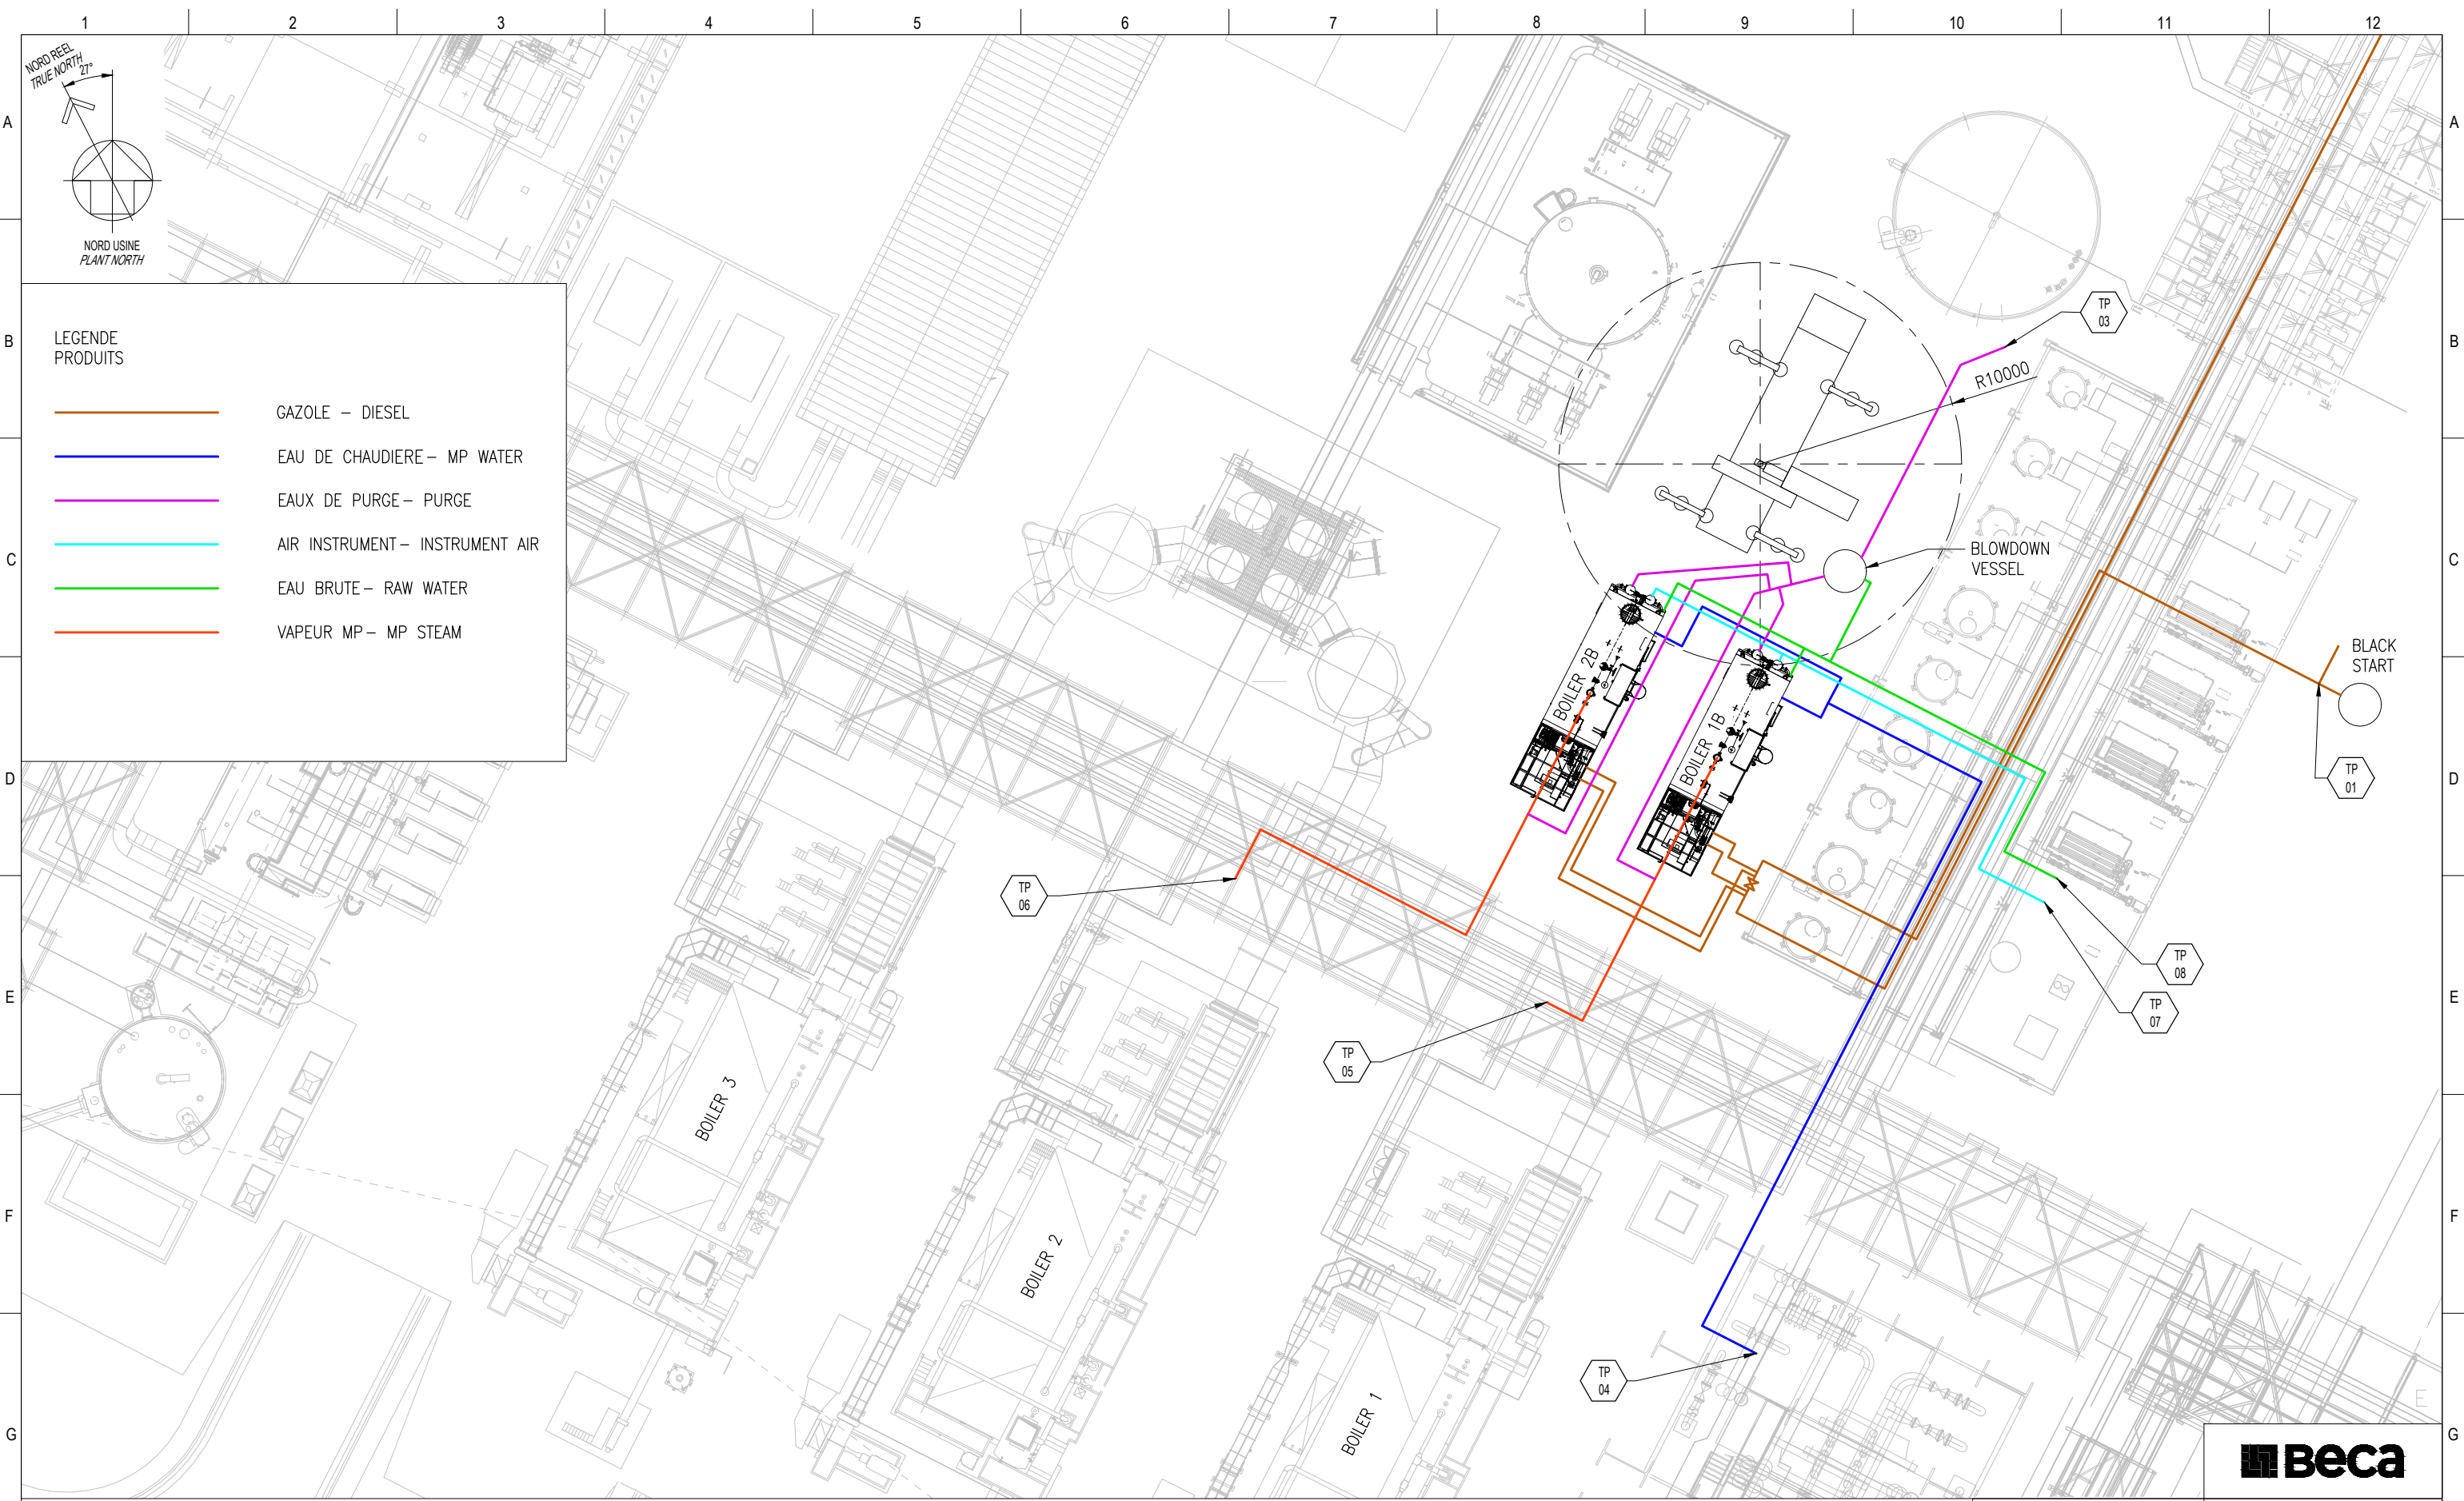 1 2 3 4 5 6 7 8 9 10 11 12
NORD REEL
TRUE NORTH
27°
A A
NORD USINE
PLANT NORTH
B B
LEGENDE
PRODUITS
GAZOLE – DIESEL
EAU DE CHAUDIERE – MP WATER
EAUX DE PURGE – PURGE
AIR INSTRUMENT – INSTRUMENT AIR
EAU BRUTE – RAW WATER
VAPEUR MP – MP STEAM
TP
03
R10000
C C
BLOWDOWN
VESSEL
BLACK
START
BOILER 2B
BOILER 1B
D D
TP
01
TP
06
TP
08
TP
07
E E
TP
05
BOILER 3
BOILER 2
BOILER 1
F F
TP
04
E
G G
Beca